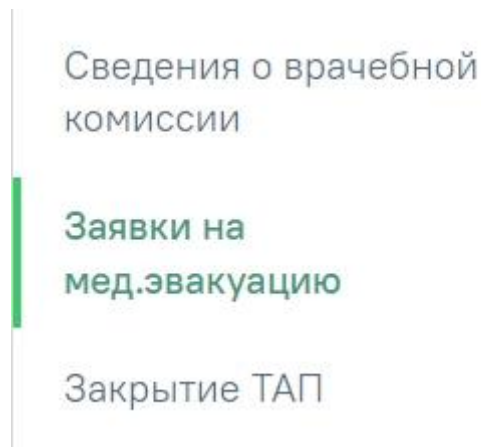 Сведения о врачебной
комиссии
Заявки на
мед.эвакуацию
Закрытие ТАП